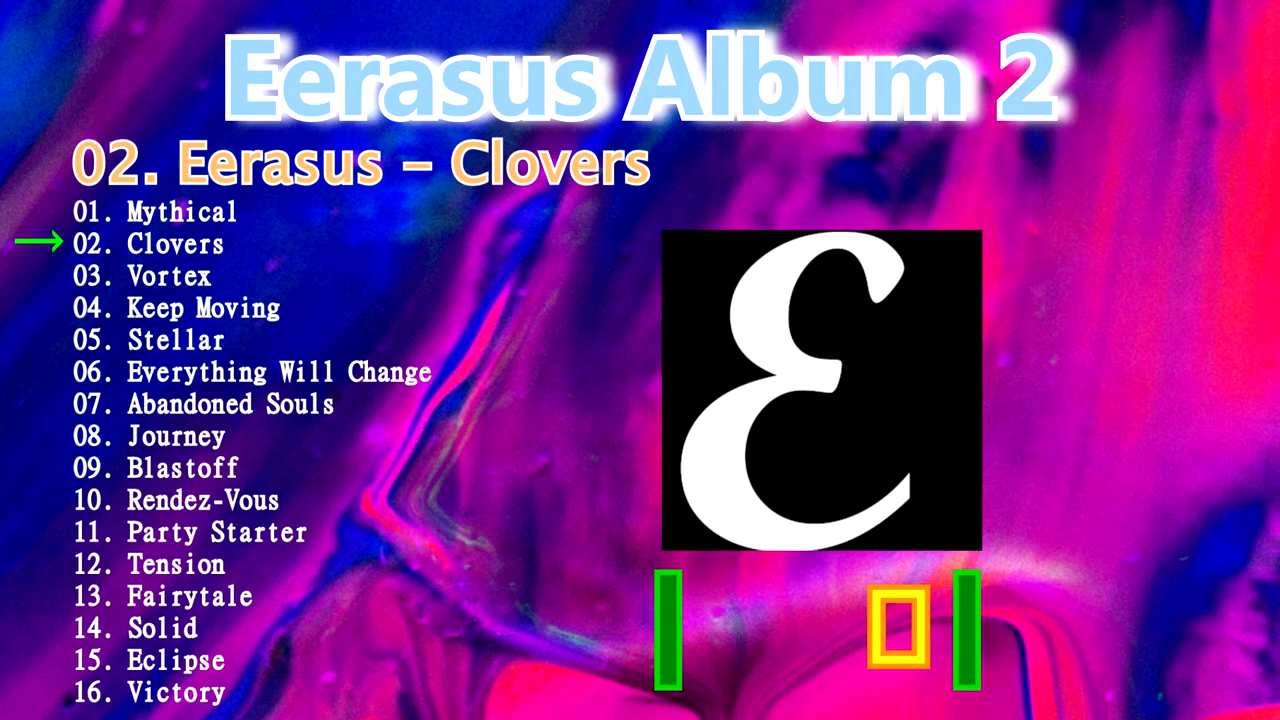 Eerasus Album 2
02. Eerasus – Clovers
01. Mythical
→ 02. Clovers
03. Vortex
04. Keep Moving
05. Stellar
06. Everything Will Change
07. Abandoned Souls
08. Journey
09. Blastoff
10. Rendez-Vous
11. Party Starter
12. Tension
13. Fairytale
14. Solid
15. Eclipse
16. Victory
ε